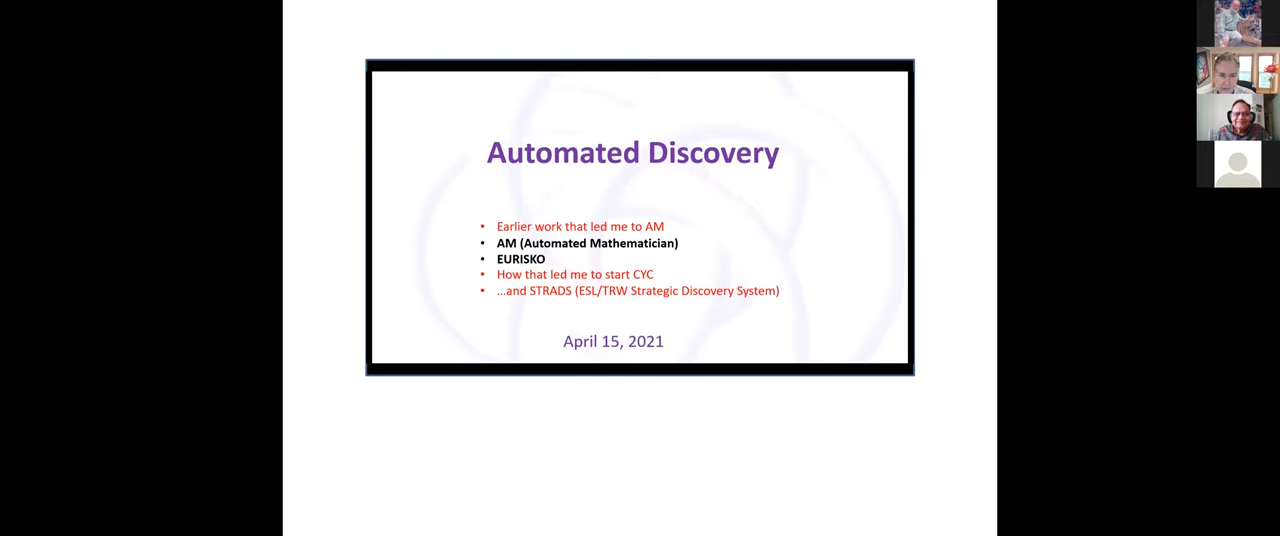 Automated Discovery
• Earlier work that led me to AM
• AM (Automated Mathematician)
• EURISKO
• How that led me to start CYC
• …and STRADS (ESL/TRW Strategic Discovery System)
April 15, 2021